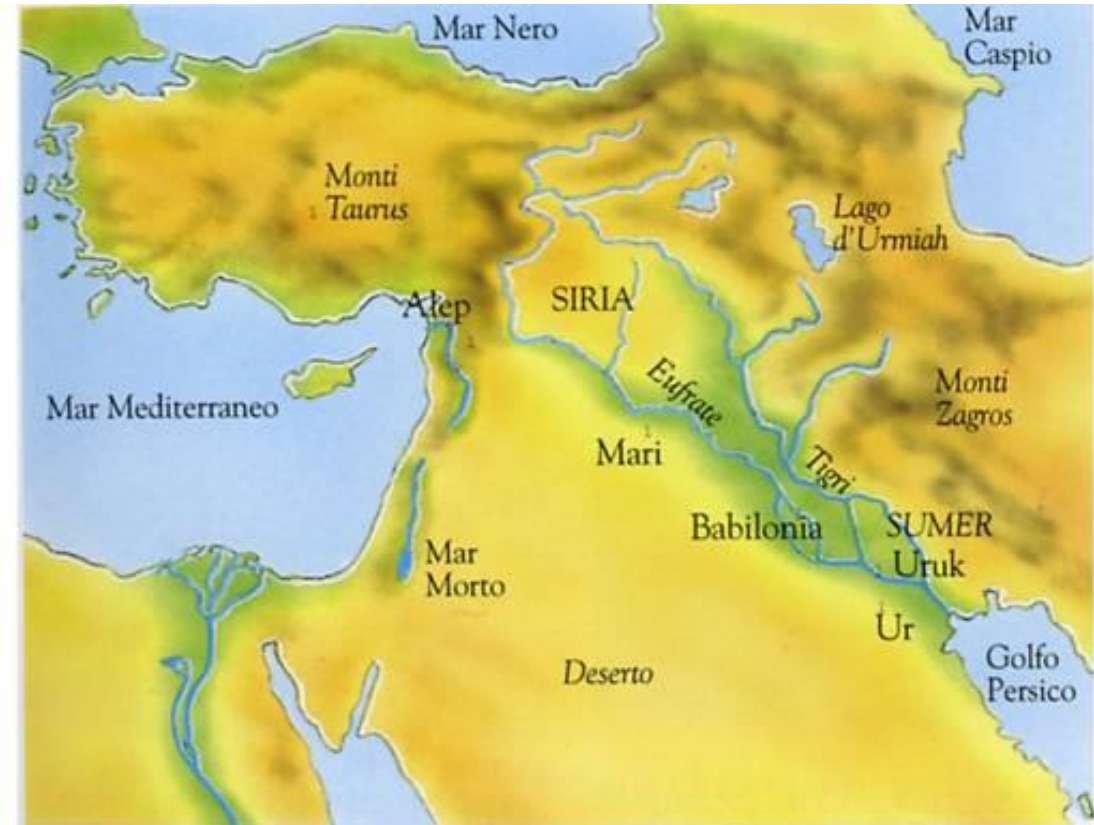 Mar Nero
Mar
Caspio
Monti
Taurus
Lago
d'Urmiah
Alep
SIRIA
Eufrate
Mar Mediterraneo
Monti
Zagros
Mari
Tigri
Babilonia
SUMER
Uruk
Mar
Morto
Ur
Deserto
Golfo
Persico